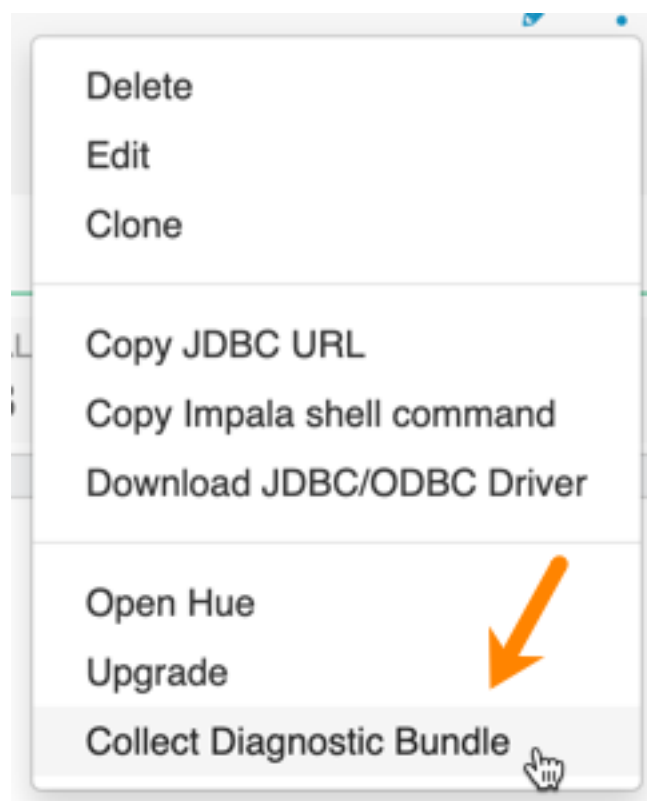 Delete
Edit
Clone
Copy JDBC URL
Copy Impala shell command
Download JDBC/ODBC Driver
Open Hue
Upgrade
Collect Diagnostic Bundle